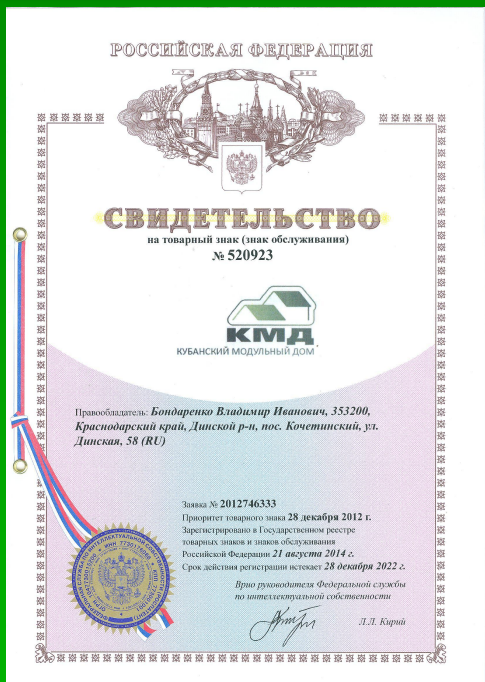 РОССИЙСКАЯ ФЕДЕРАЦИЯ
СВИДЕТЕЛЬСТВО
на товарный знак (знак обслуживания)
№ 520923
КМД
КУБАНСКИЙ МОДУЛЬНЫЙ ДОМ
Правообладатель: Бондаренко Владимир Иванович, 353200,
Краснодарский край, Динской р-н, пос. Кочетинский, ул.
Динская, 58 (RU)
Заявка № 2012746333
Приоритет товарного знака 28 декабря 2012 г.
Зарегистрировано в Государственном реестре
товарных знаков и знаков обслуживания
Российской Федерации 21 августа 2014 г.
Срок действия регистрации истекает 28 декабря 2022 г.
Врио руководителя Федеральной службы
по интеллектуальной собственности
Л.Л. Кирий